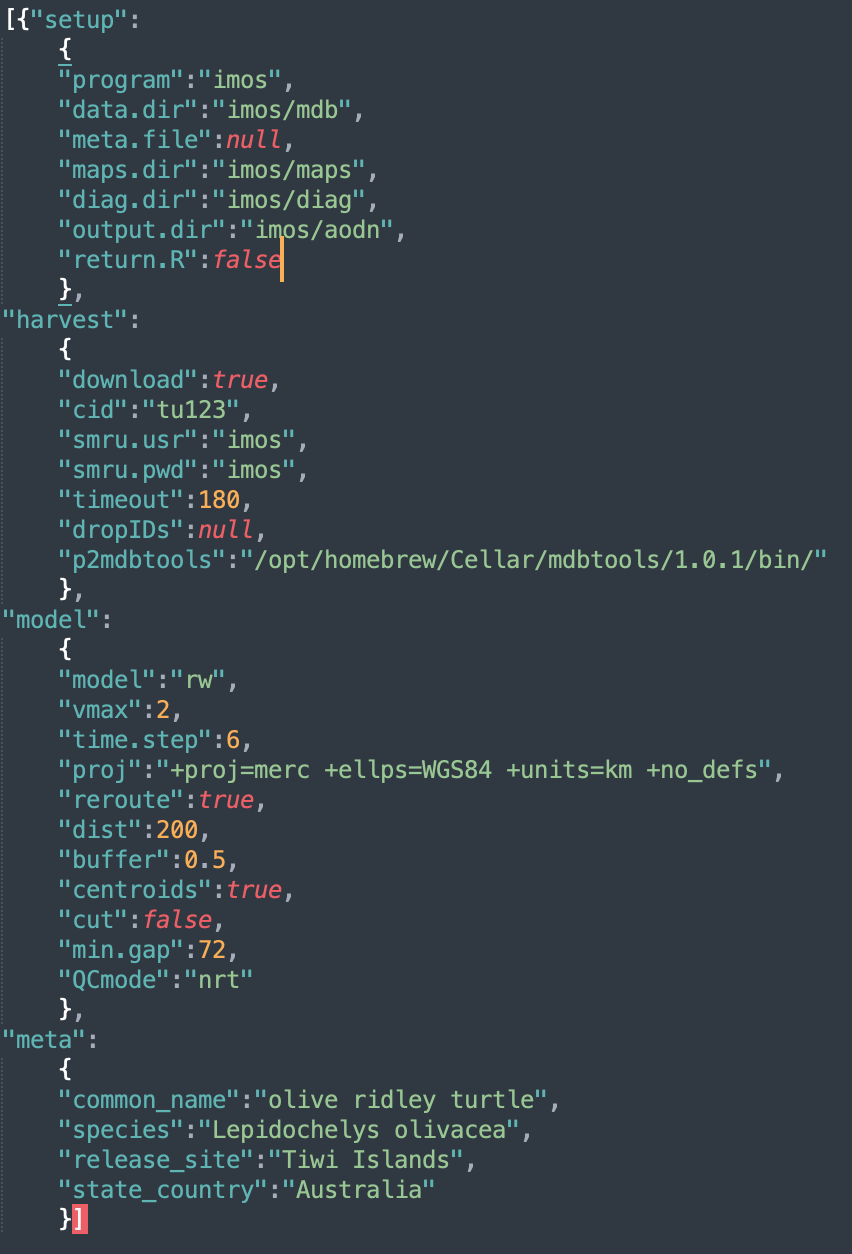 [{"setup":
    {
    "program":"imos",
    "data.dir":"imos/mdb",
    "meta.file":null,
    "maps.dir":"imos/maps",
    "diag.dir":"imos/diag",
    "output.dir":"imos/aodn",
    "return.R":false
    },
"harvest":
    {
    "download":true,
    "cid":"tu123",
    "smru.usr":"imos",
    "smru.pwd":"imos",
    "timeout":180,
    "dropIDs":null,
    "p2mdbtools":"/opt/homebrew/Cellar/mdbtools/1.0.1/bin/"
    },
"model":
    {
    "model":"rw",
    "vmax":2,
    "time.step":6,
    "proj":"+proj=merc +ellps=WGS84 +units=km +no_defs",
    "reroute":true,
    "dist":200,
    "buffer":0.5,
    "centroids":true,
    "cut":false,
    "min.gap":72,
    "QCmode":"nrt"
    },
"meta":
    {
    "common_name":"olive ridley turtle",
    "species":"Lepidochelys olivacea",
    "release_site":"Tiwi Islands",
    "state_country":"Australia"
    }]